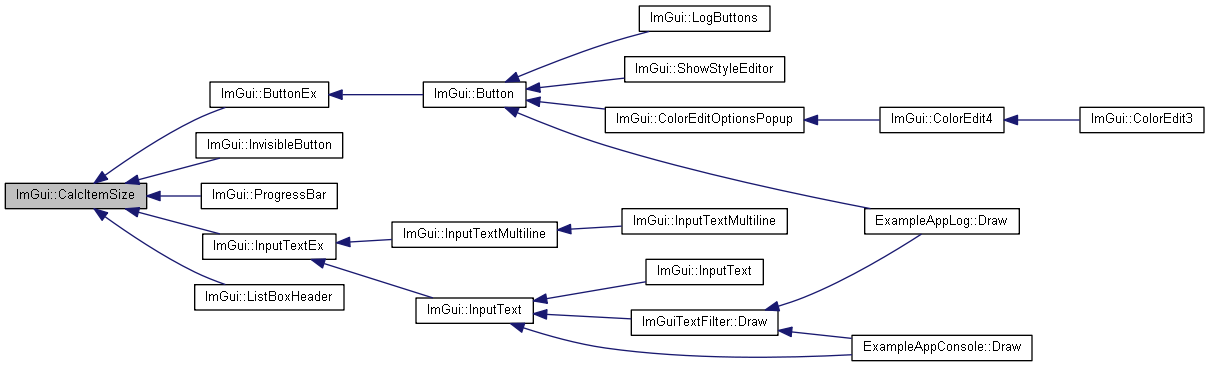 ImGui::LogButtons
ImGui::ShowStyleEditor
ImGui::ButtonEx
ImGui::Button
ImGui::ColorEditOptionsPopup
ImGui::ColorEdit4
ImGui::ColorEdit3
ImGui::InvisibleButton
ImGui::CalcItemSize
ImGui::ProgressBar
ExampleAppLog::Draw
ImGui::InputTextEx
ImGui::InputTextMultiline
ImGui::InputTextMultiline
ImGui::ListBoxHeader
ImGui::InputText
ImGui::InputText
ImGuiTextFilter::Draw
ExampleAppConsole::Draw